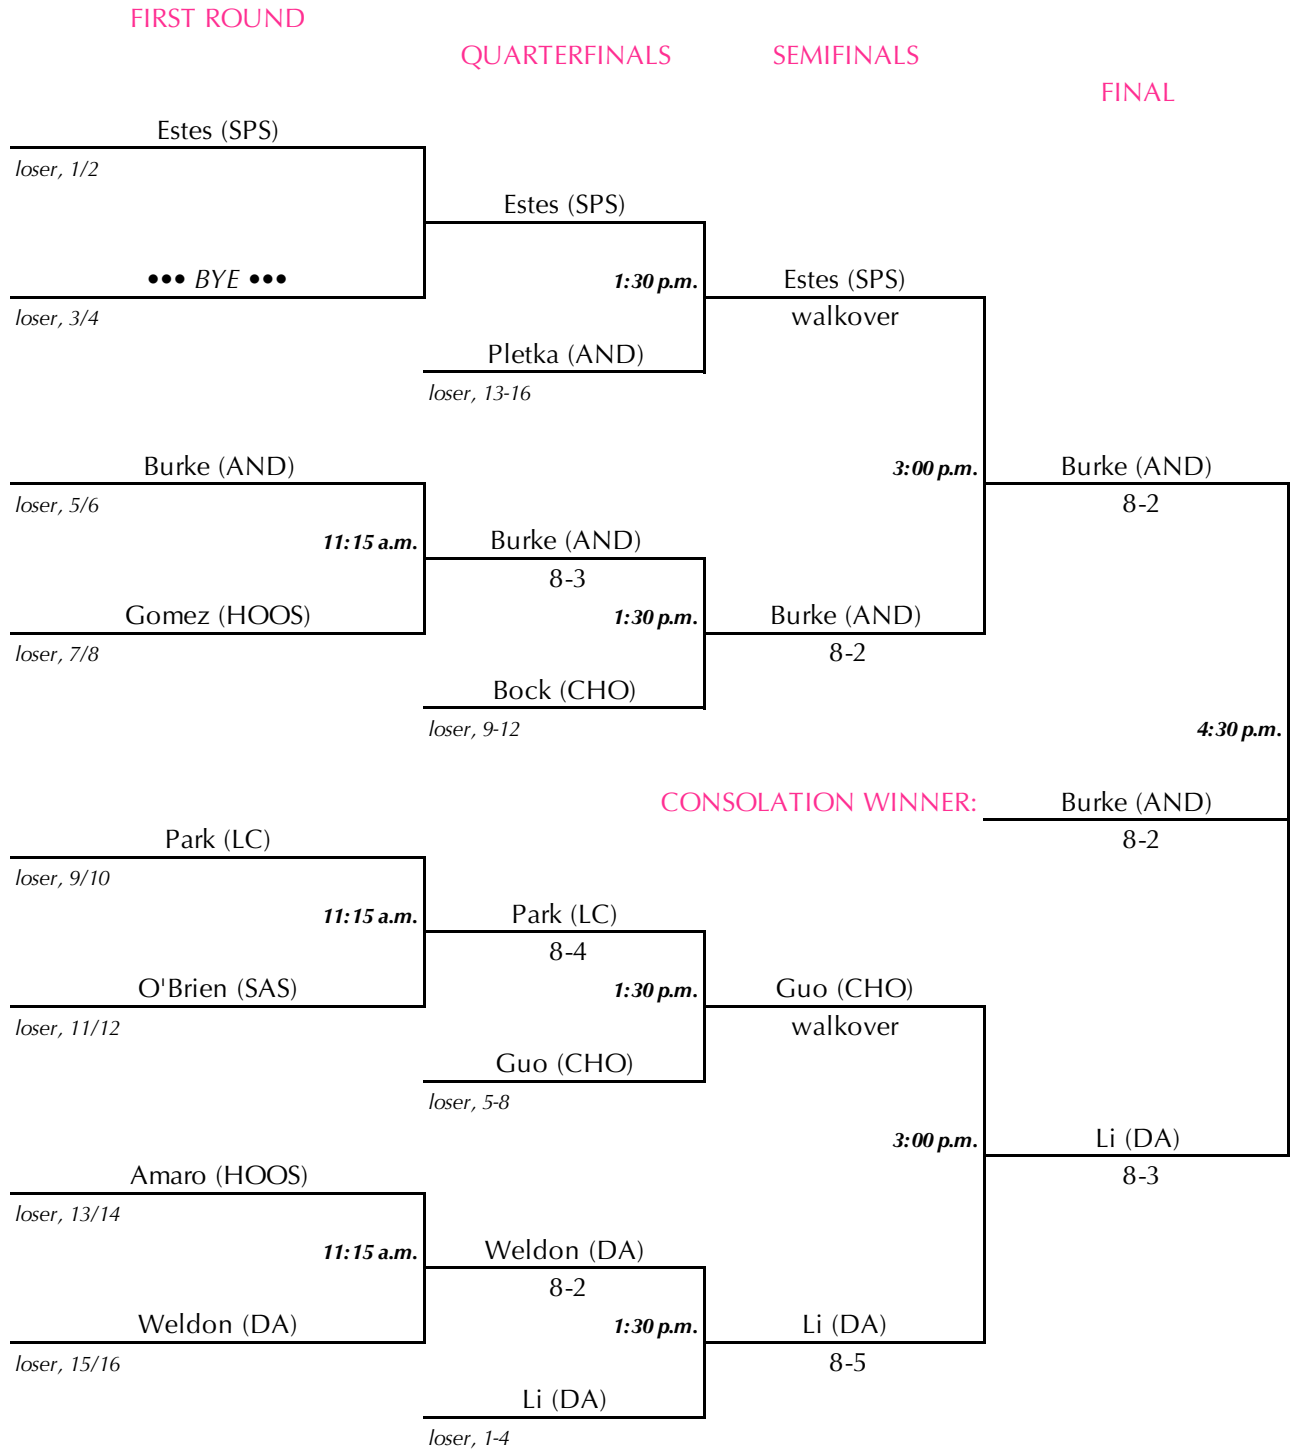 FIRST ROUND
QUARTERFINALS SEMIFINALS
FINAL
Estes (SPS)
loser, 1/2
Estes (SPS)
••• BYE ••• 1:30 p.m. Estes (SPS)
loser, 3/4 walkover
Pletka (AND)
loser, 13-16
Burke (AND) 3:00 p.m. Burke (AND)
loser, 5/6 8-2
11:15 a.m. Burke (AND)
8-3
Gomez (HOOS) 1:30 p.m. Burke (AND)
loser, 7/8 8-2
Bock (CHO)
loser, 9-12 4:30 p.m.
CONSOLATION WINNER: Burke (AND)
Park (LC) 8-2
loser, 9/10
11:15 a.m. Park (LC)
8-4
O'Brien (SAS) 1:30 p.m. Guo (CHO)
loser, 11/12 walkover
Guo (CHO)
loser, 5-8
3:00 p.m. Li (DA)
Amaro (HOOS) 8-3
loser, 13/14
11:15 a.m. Weldon (DA)
8-2
Weldon (DA) 1:30 p.m. Li (DA)
loser, 15/16 8-5
Li (DA)
loser, 1-4